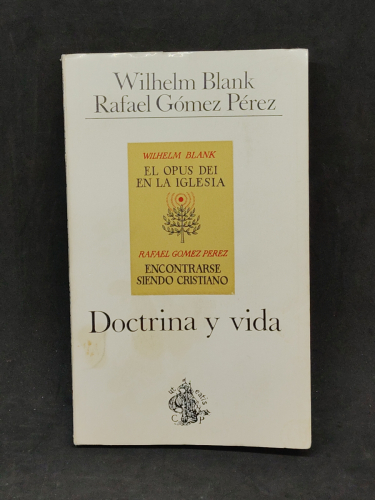 Wilhelm Blank
Rafael Gómez Pérez
WILHELM BLANK
EL OPUS DEI
EN LA IGLESIA
RAFAEL GOMEZ PEREZ
ENCONTRARSE
SIENDO CRISTIANO
Doctrina y vida
C P